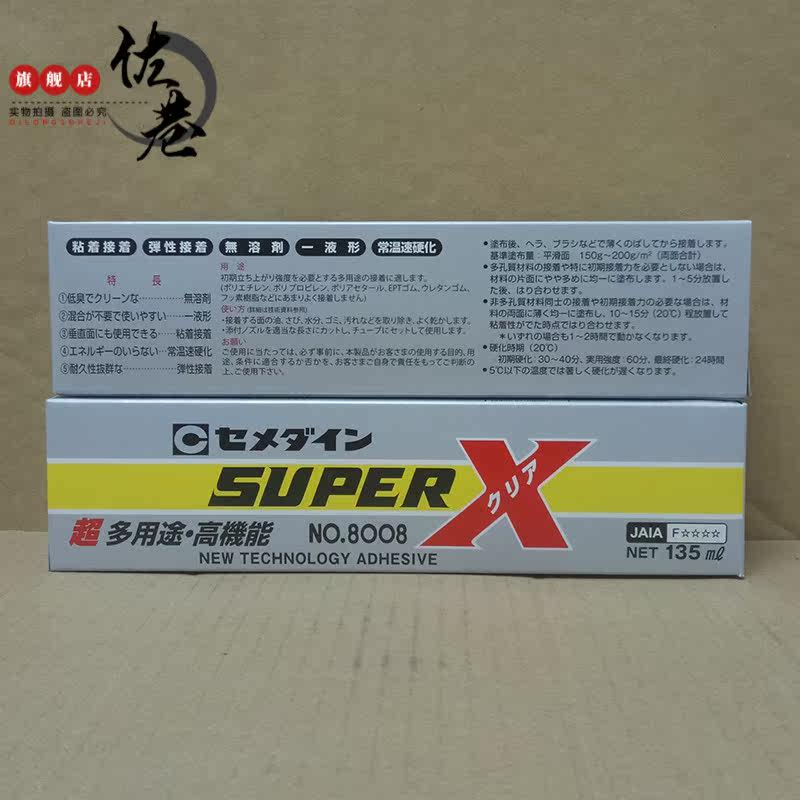 佐巷
旗舰店
实物拍摄 盗图必究
粘着接着 弾性接着 無溶剤 一液形 常温速硬化
特長
①低臭でクリーンな…………無溶剤
②混合が不要で使いやすい……一液形
③垂直面にも使用できる…粘着接着
④エネルギーのいらない…常温速硬化
⑤耐久性抜群な……………弾性接着
用途
初期立ち上がり強度を必要とする多用途の接着に適します。
(ポリエチレン、ポリプロピレン、ポリアセタール、EPTゴム、ウレタンゴム、
フッ素樹脂などにあまりよく接着しません)
使い方(詳細は技術資料参照)
・接着する面の油、さび、水分、ゴミ、汚れなどを取り除き、よく乾かします。
・添付ノズルを適当な長さにカットし、チューブにセットして使用します。
お願い
ご使用に当たっては、必ず事前に、本製品がお客さまの使用する目的、用
途、条件に適合するか否かを、お客さまご自身で責任をもってご判断の
上、ご使用下さい。
●塗布後、ヘラ、ブラシなどで薄くのばしてから接着します。
基準塗布量:平滑面 150g〜200g/m²(両面合計)
●多孔質材料の接着や特に初期接着力を必要としない場合は、
材料の片面にやや多めに均一に塗布します。1〜5分放置し
た後、はり合わせます。
●非多孔質材料同士の接着や初期接着力の必要な場合は、材
料の両面に薄く均一に塗布し、10〜15分(20℃)程放置して
粘着性がでた時点ではり合わせます。
*いずれの場合も1〜2時間で動かなくなります。
●硬化時期(20℃)
初期硬化:30〜40分、実用強度:60分、最終硬化:24時間
●5℃以下の温度では著しく硬化が遅くなります。
セメダイン
SUPER X
クリア
超多用途・高機能 NO.8008
NEW TECHNOLOGY ADHESIVE
JAIA F☆☆☆☆
NET 135mℓ